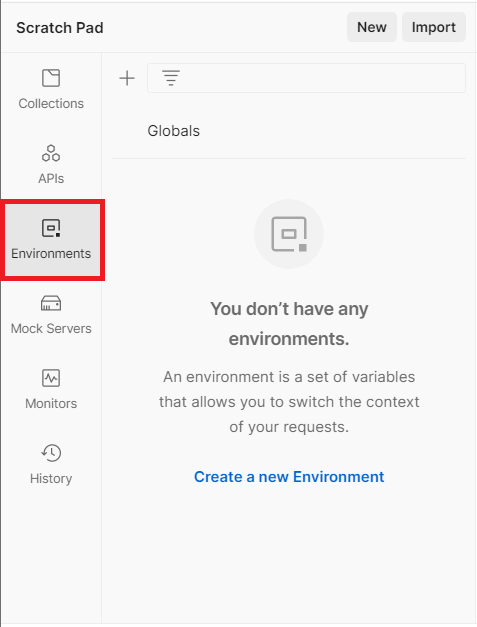 Scratch Pad
New
Import
Collections
APIs
Environments
Mock Servers
Monitors
History
Globals
You don’t have any
environments.
An environment is a set of variables
that allows you to switch the context
of your requests.
Create a new Environment